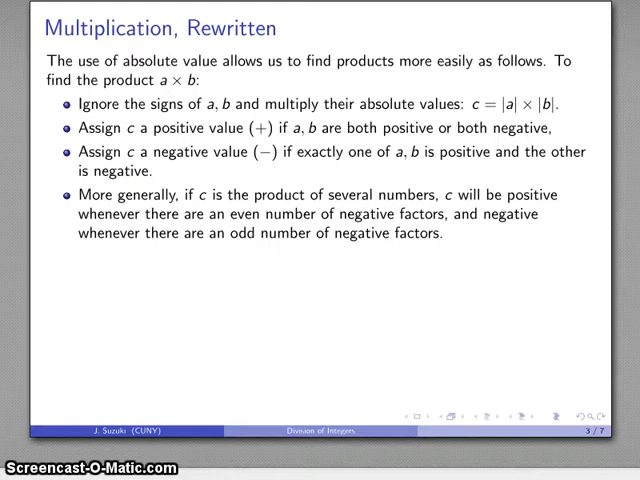 Multiplication, Rewritten
The use of absolute value allows us to find products more easily as follows. To
find the product a × b:
Ignore the signs of a, b and multiply their absolute values: c = |a| × |b|.
Assign c a positive value (+) if a, b are both positive or both negative,
Assign c a negative value (−) if exactly one of a, b is positive and the other
is negative.
More generally, if c is the product of several numbers, c will be positive
whenever there are an even number of negative factors, and negative
whenever there are an odd number of negative factors.
J. Suzuki (CUNY) Division of Integers 3 / 7
Screencast-O-Matic.com